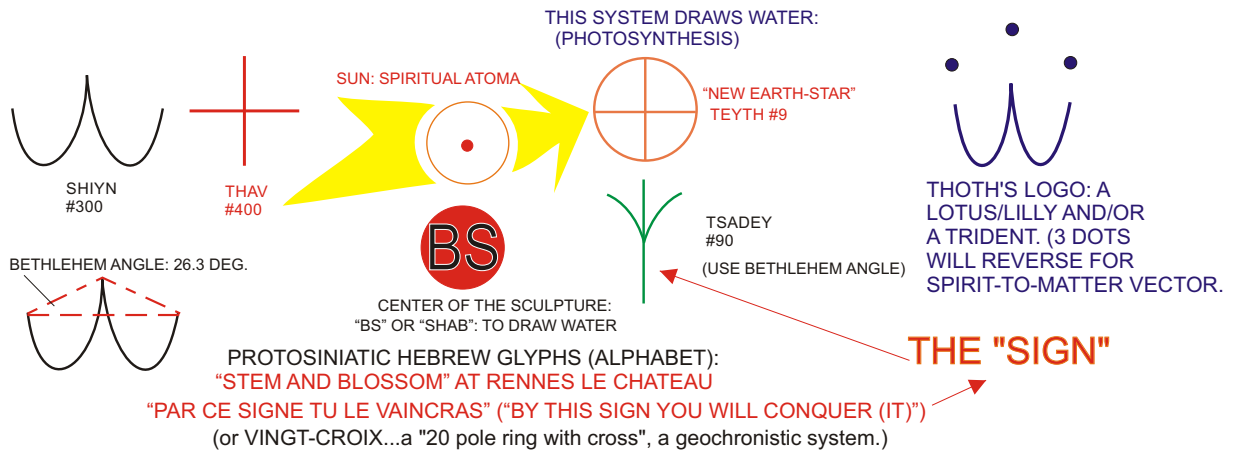 THIS SYSTEM DRAWS WATER:
(PHOTOSYNTHESIS)
SUN: SPIRITUAL ATOMA
“NEW EARTH-STAR”
TEYTH #9
SHIYN
#300
THAV
#400
BS
TSADEY
#90
(USE BETHLEHEM ANGLE)
THOTH'S LOGO: A
LOTUS/LILLY AND/OR
A TRIDENT. (3 DOTS
WILL REVERSE FOR
SPIRIT-TO-MATTER VECTOR.
BETHLEHEM ANGLE: 26.3 DEG.
CENTER OF THE SCULPTURE:
“BS” OR “SHAB”: TO DRAW WATER
THE "SIGN"
PROTOSINIATIC HEBREW GLYPHS (ALPHABET):
“STEM AND BLOSSOM” AT RENNES LE CHATEAU
“PAR CE SIGNE TU LE VAINCRAS” (“BY THIS SIGN YOU WILL CONQUER (IT)”)
(or VINGT-CROIX...a "20 pole ring with cross", a geochronistic system.)